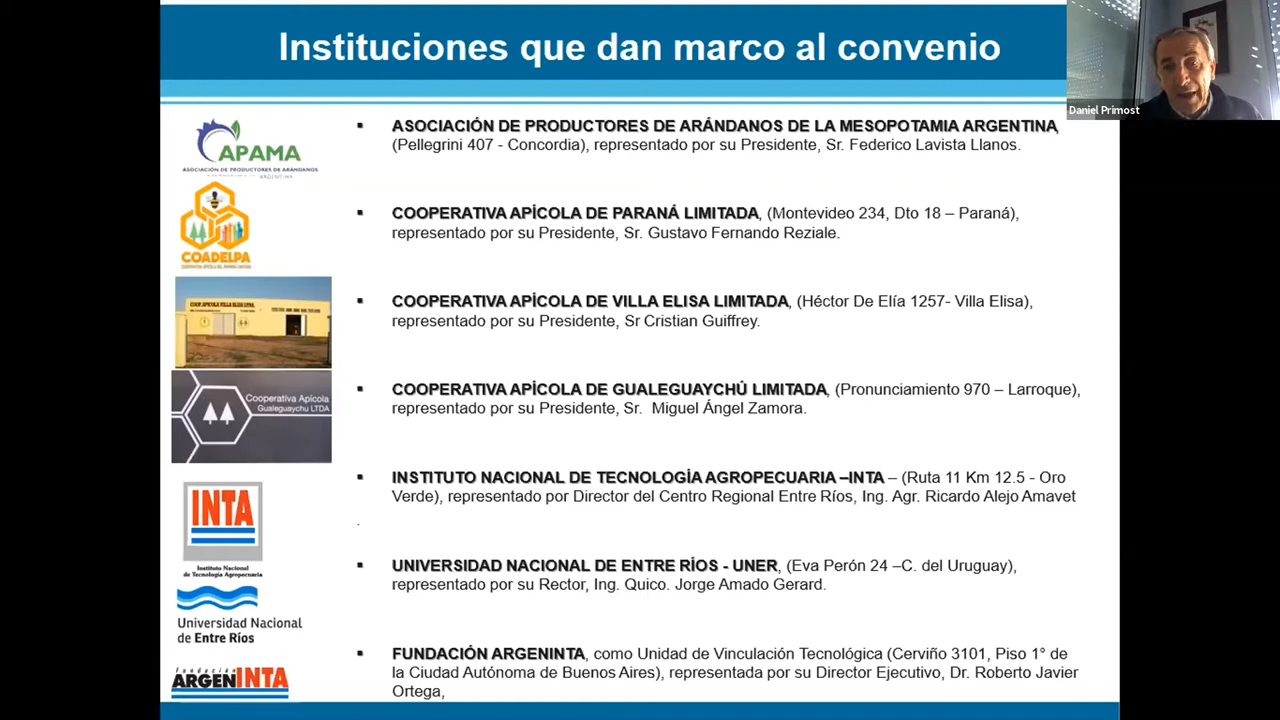 Instituciones que dan marco al convenio
Daniel Primost
APAMA
ASOCIACIÓN DE PRODUCTORES DE ARÁNDANOS
ASOCIACIÓN DE PRODUCTORES DE ARÁNDANOS DE LA MESOPOTAMIA ARGENTINA,
(Pellegrini 407 - Concordia), representado por su Presidente, Sr. Federico Lavista Llanos.
COADELPA
COOPERATIVA APÍCOLA DE PARANÁ LIMITADA, (Montevideo 234, Dto 18 – Paraná),
representado por su Presidente, Sr. Gustavo Fernando Reziale.
COOP. APICOLA VILLA ELISA LTDA.
COOPERATIVA APÍCOLA DE VILLA ELISA LIMITADA, (Héctor De Elía 1257- Villa Elisa),
representado por su Presidente, Sr Cristian Guiffrey.
Cooperativa Apícola
Gualeguaychu LTDA
COOPERATIVA APÍCOLA DE GUALEGUAYCHÚ LIMITADA, (Pronunciamiento 970 – Larroque),
representado por su Presidente, Sr. Miguel Ángel Zamora.
INTA
Instituto Nacional
de Tecnología Agropecuaria
INSTITUTO NACIONAL DE TECNOLOGÍA AGROPECUARIA –INTA – (Ruta 11 Km 12.5 - Oro
Verde), representado por Director del Centro Regional Entre Ríos, Ing. Agr. Ricardo Alejo Amavet
.
Universidad Nacional
de Entre Ríos
UNIVERSIDAD NACIONAL DE ENTRE RÍOS - UNER, (Eva Perón 24 –C. del Uruguay),
representado por su Rector, Ing. Quico. Jorge Amado Gerard.
fundación
ARGENINTA
FUNDACIÓN ARGENINTA, como Unidad de Vinculación Tecnológica (Cerviño 3101, Piso 1° de
la Ciudad Autónoma de Buenos Aires), representada por su Director Ejecutivo, Dr. Roberto Javier
Ortega,